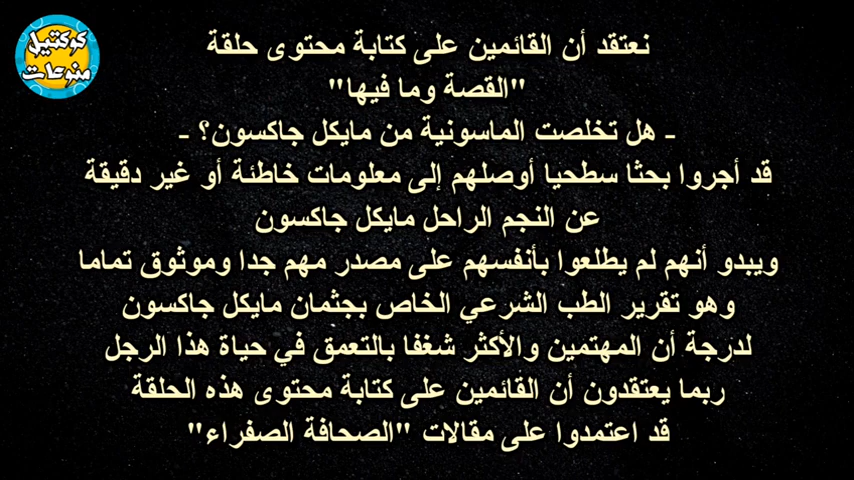 كوكتيل
منوعات
نعتقد أن القائمين على كتابة محتوى حلقة
"القصة وما فيها"
- هل تخلصت الماسونية من مايكل جاكسون؟ -
قد أجروا بحثا سطحيا أوصلهم إلى معلومات خاطئة أو غير دقيقة
عن النجم الراحل مايكل جاكسون
ويبدو أنهم لم يطلعوا بأنفسهم على مصدر مهم جدا وموثوق تماما
وهو تقرير الطب الشرعي الخاص بجثمان مايكل جاكسون
لدرجة أن المهتمين والأكثر شغفا بالتعمق في حياة هذا الرجل
ربما يعتقدون أن القائمين على كتابة محتوى هذه الحلقة
قد اعتمدوا على مقالات "الصحافة الصفراء"